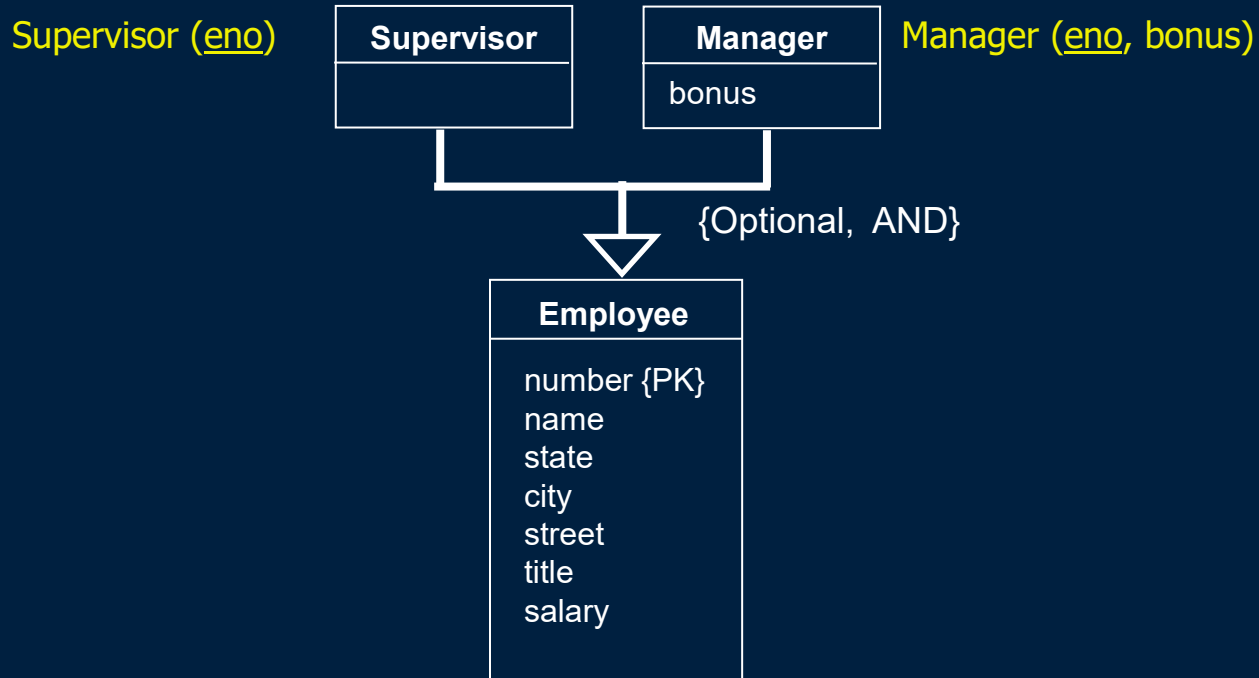 Supervisor (eno)
Supervisor
Manager
Manager (eno, bonus)
bonus
{Optional, AND}
Employee
number {PK}
name
state
city
street
title
salary